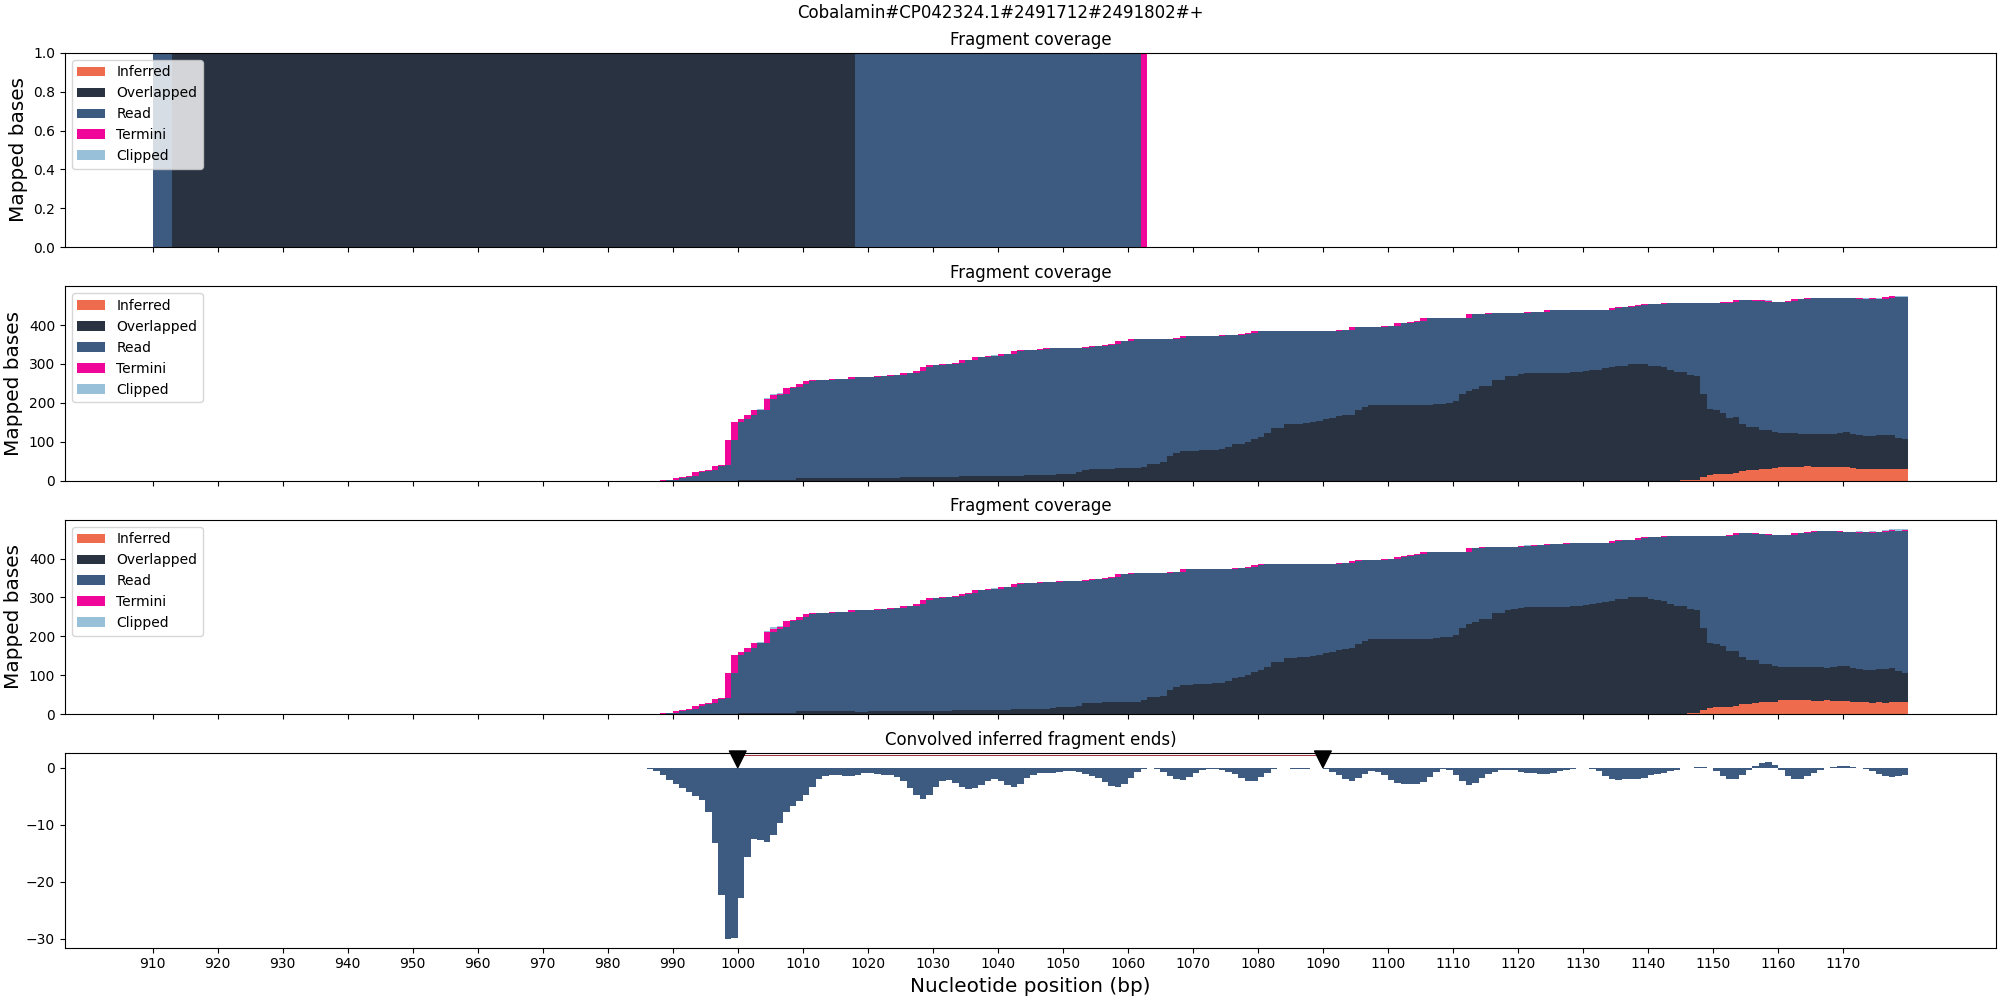 Cobalamin#CP042324.1#2491712#2491802#+
Fragment coverage
Mapped bases
1.0
0.8
0.6
0.4
0.2
0.0
Inferred
Overlapped
Read
Termini
Clipped
Fragment coverage
Mapped bases
400
300
200
100
0
Inferred
Overlapped
Read
Termini
Clipped
Fragment coverage
Mapped bases
400
300
200
100
0
Inferred
Overlapped
Read
Termini
Clipped
Convolved inferred fragment ends)
0
−10
−20
−30
910 920 930 940 950 960 970 980 990 1000 1010 1020 1030 1040 1050 1060 1070 1080 1090 1100 1110 1120 1130 1140 1150 1160 1170
Nucleotide position (bp)